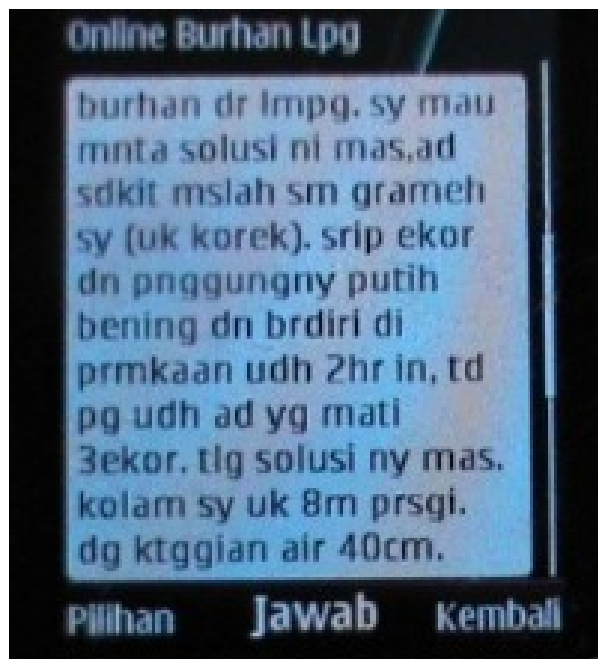 Online Burhan Lpg
burhan dr lmpg. sy mau
mnta solusi ni mas,ad
sdkit mslah sm grameh
sy (uk korek). srip ekor
dn pnggungny putih
bening dn brdiri di
prmkaan udh 2hr in, td
pg udh ad yg mati
3ekor. tlg solusi ny mas.
kolam sy uk 8m prsgi.
dg ktggian air 40cm.
Pilihan Jawab Kembali